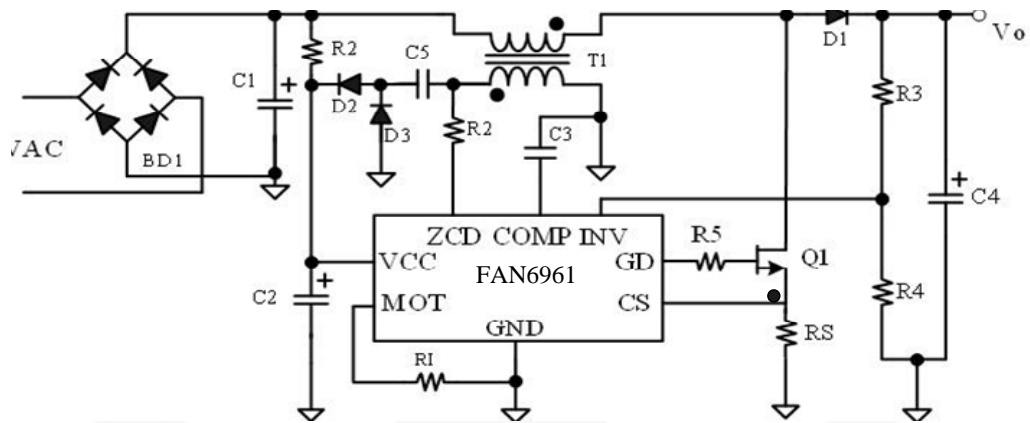 R2
C5
T1
D1
Vo
C1
+
D2
D3
R2
C3
R3
VAC
BD1
C4
+
ZCD COMP INV
VCC
FAN6961
GD
R5
Q1
C2
+
MOT
CS
R4
GND
RS
RI